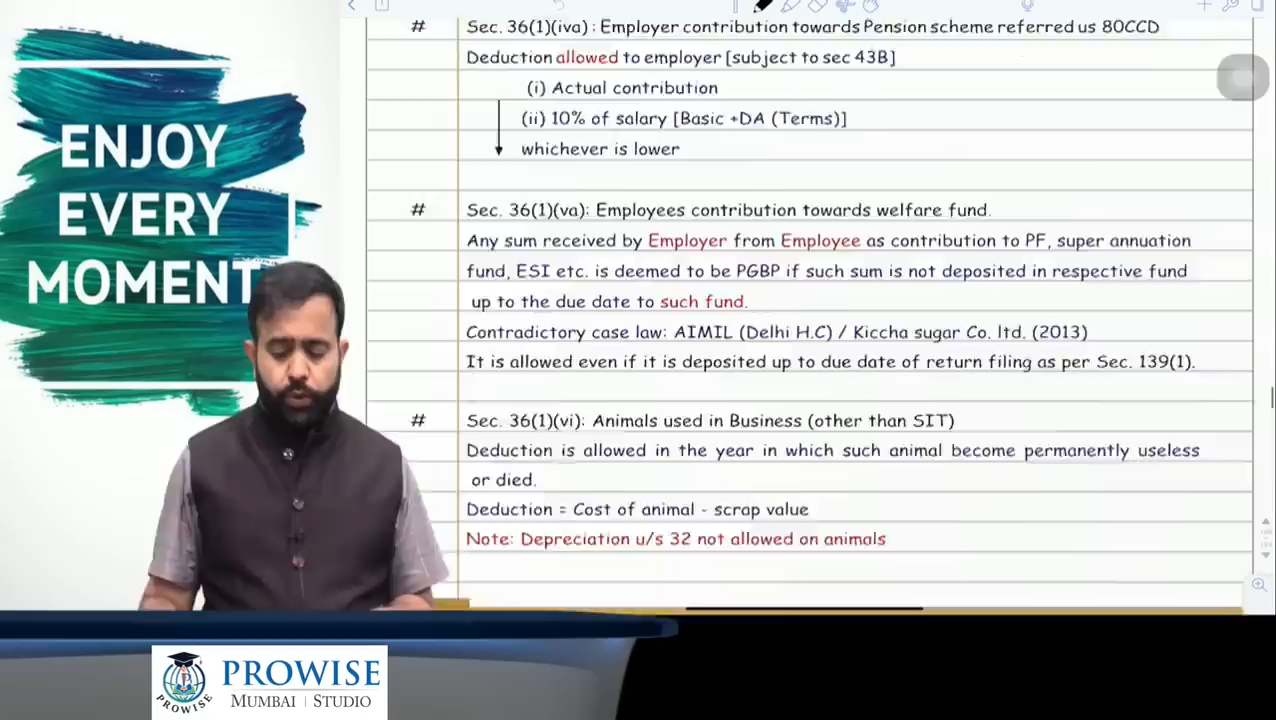 ENJOY
EVERY
MOMENT
# Sec. 36(1)(iva) : Employer contribution towards Pension scheme referred us 80CCD
Deduction allowed to employer [subject to sec 43B]
(i) Actual contribution
(ii) 10% of salary [Basic +DA (Terms)]
whichever is lower
# Sec. 36(1)(va): Employees contribution towards welfare fund.
Any sum received by Employer from Employee as contribution to PF, super annuation
fund, ESI etc. is deemed to be PGBP if such sum is not deposited in respective fund
up to the due date to such fund.
Contradictory case law: AIMIL (Delhi H.C) / Kiccha sugar Co. ltd. (2013)
It is allowed even if it is deposited up to due date of return filing as per Sec. 139(1).
# Sec. 36(1)(vi): Animals used in Business (other than SIT)
Deduction is allowed in the year in which such animal become permanently useless
or died.
Deduction = Cost of animal - scrap value
Note: Depreciation u/s 32 not allowed on animals
PROWISE
PROWISE
MUMBAI | STUDIO